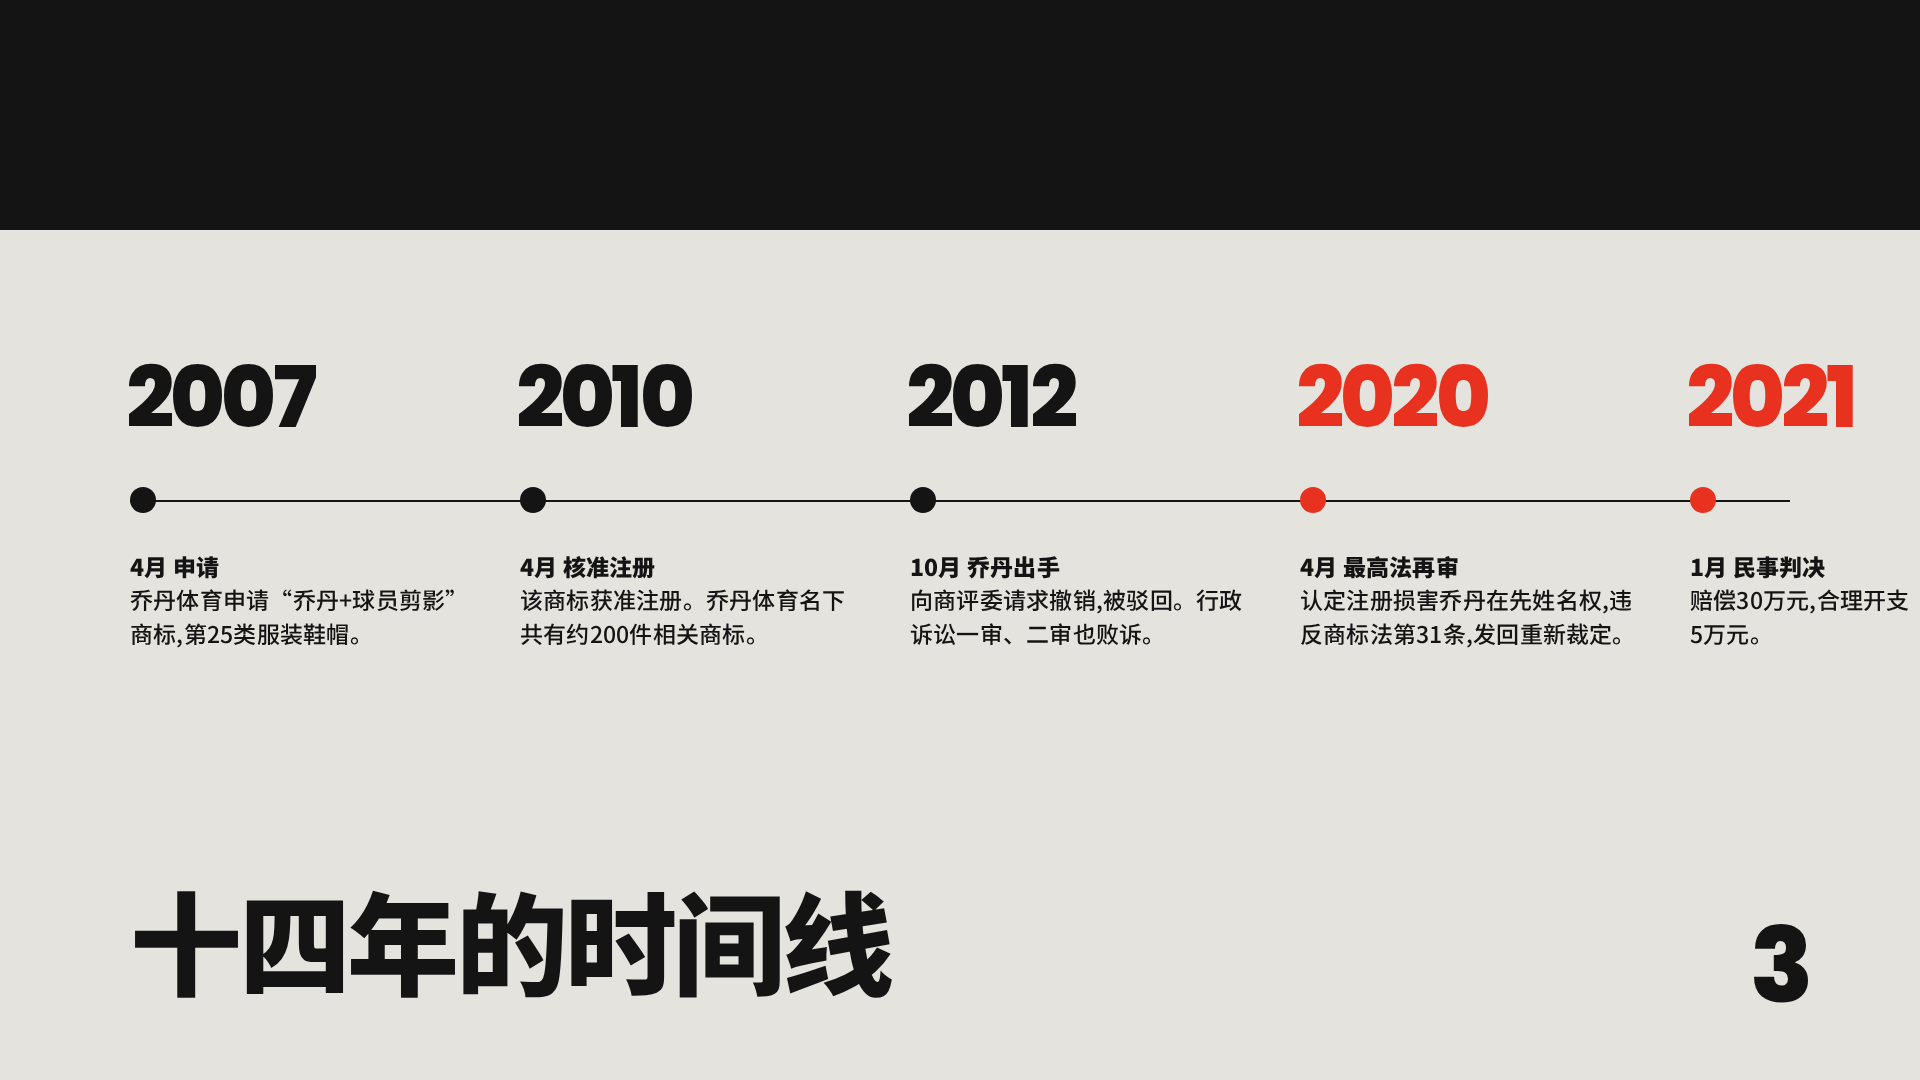 2007
4月 申请
乔丹体育申请“乔丹+球员剪影”
商标,第25类服装鞋帽。
2010
4月 核准注册
该商标获准注册。乔丹体育名下
共有约200件相关商标。
2012
10月 乔丹出手
向商评委请求撤销,被驳回。行政
诉讼一审、二审也败诉。
2020
4月 最高法再审
认定注册损害乔丹在先姓名权,违
反商标法第31条,发回重新裁定。
2021
1月 民事判决
赔偿30万元,合理开支
5万元。
十四年的时间线
3